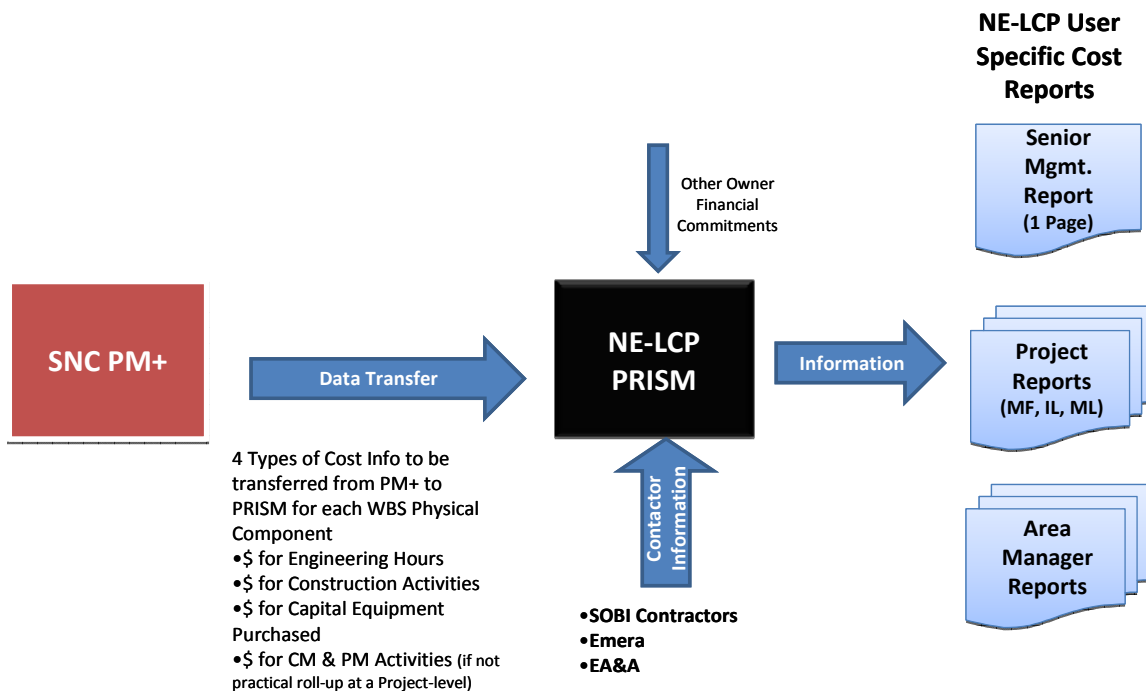 NE-LCP User
Specific Cost
Reports
Senior
Mgmt.
Report
(1 Page)
Other Owner
Financial
Commitments
SNC PM+
Data Transfer
NE-LCP
PRISM
Information
Project
Reports
(MF, IL, ML)
4 Types of Cost Info to be
transferred from PM+ to
PRISM for each WBS Physical
Component
•$ for Engineering Hours
•$ for Construction Activities
•$ for Capital Equipment
Purchased
•$ for CM & PM Activities (if not
practical roll-up at a Project-level)
Contactor
Information
•SOBI Contractors
•Emera
•EA&A
Area
Manager
Reports